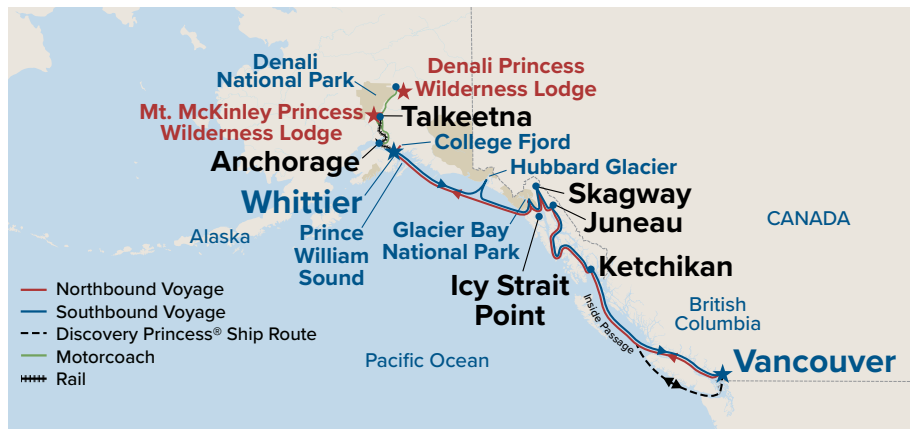 Denali
National Park
Denali Princess
Wilderness Lodge
Mt. McKinley Princess
Wilderness Lodge
Talkeetna
College Fjord
Anchorage
Hubbard Glacier
Whittier
Skagway
Juneau
Alaska
Prince
William
Sound
Glacier Bay
National Park
CANADA
Icy Strait
Point
Ketchikan
Northbound Voyage
Southbound Voyage
Discovery Princess® Ship Route
Motorcoach
Rail
Inside Passage
British
Columbia
Pacific Ocean
Vancouver